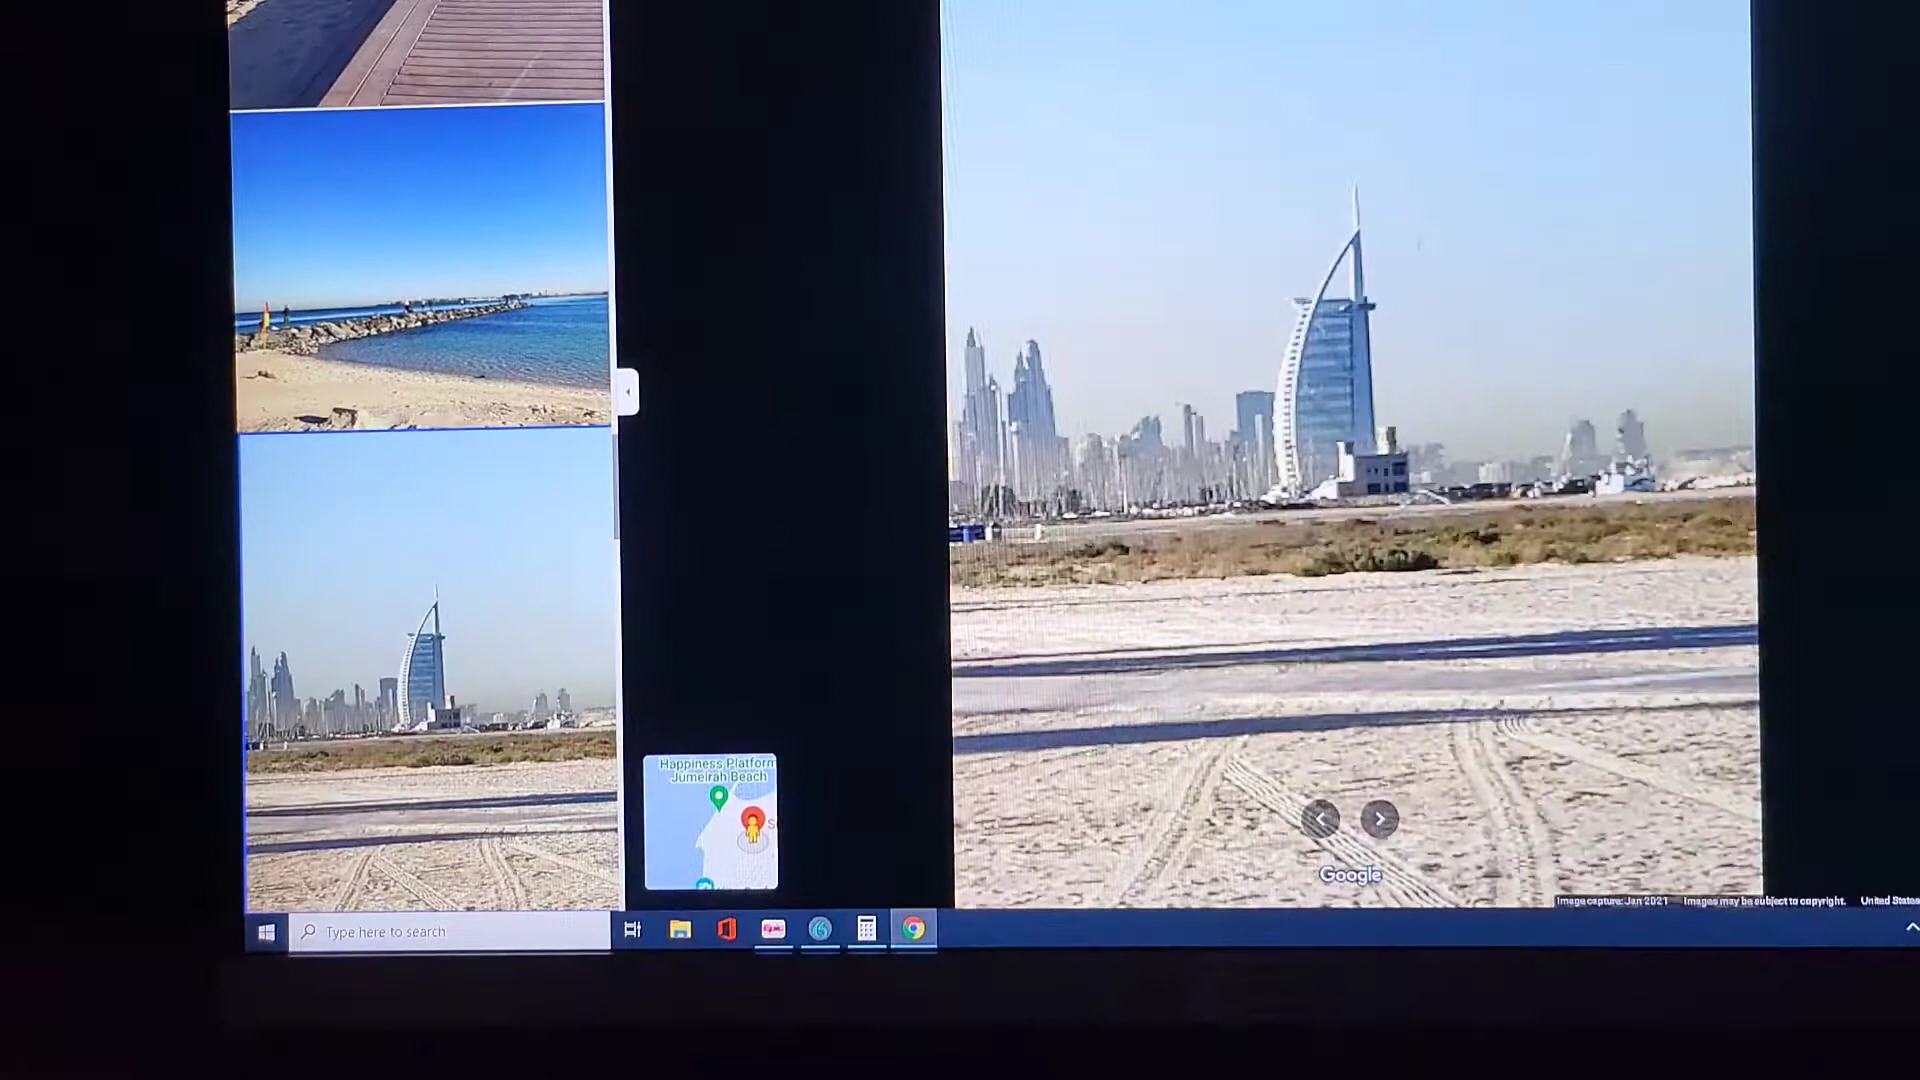 Happiness Platform
Jumeirah Beach
S
Google
Image capture: Jan 2021 Images may be subject to copyright. United States
Type here to search
Epic